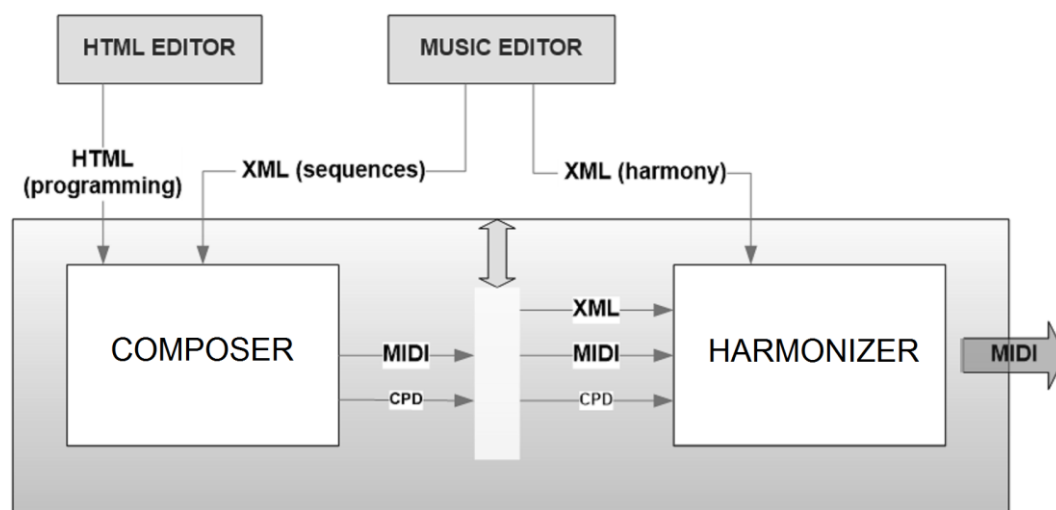 HTML EDITOR
MUSIC EDITOR
HTML
(programming)
XML (sequences)
XML (harmony)
COMPOSER
MIDI
CPD
XML
MIDI
CPD
HARMONIZER
MIDI